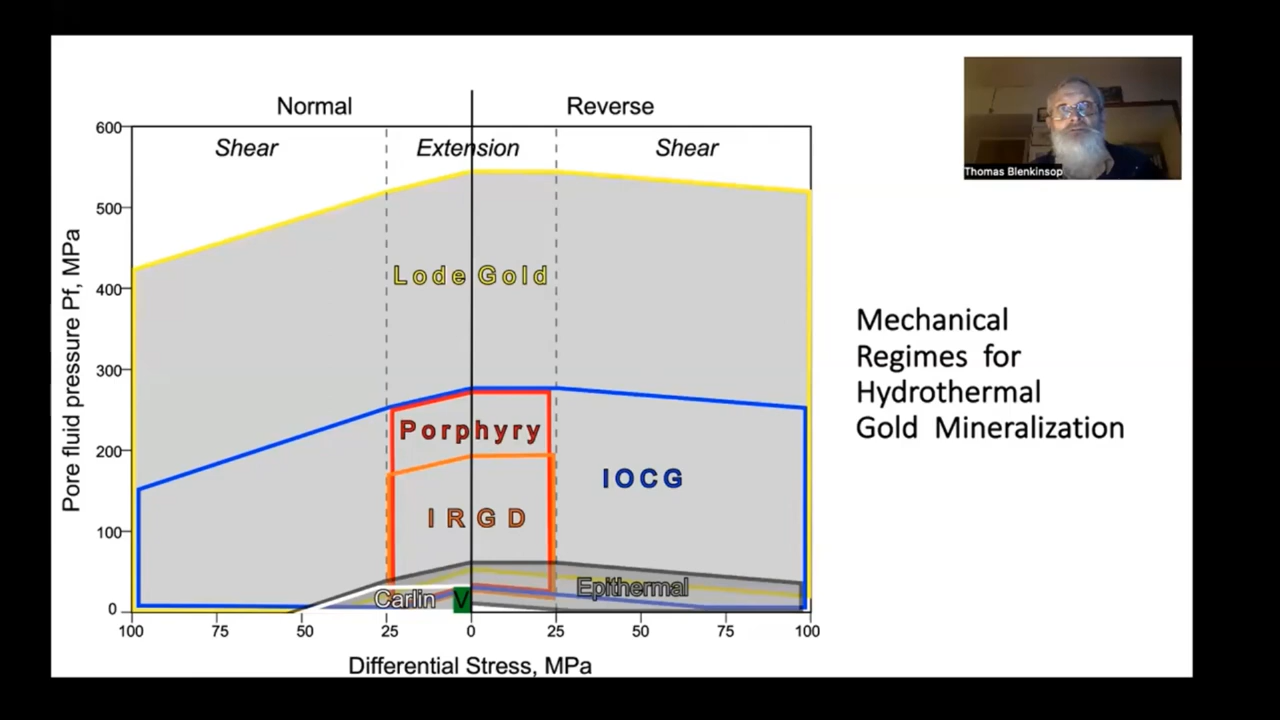 Normal
Reverse
Shear
Extension
Shear
600
500
400
300
200
100
0
Pore fluid pressure Pf, MPa
Lode Gold
Porphyry
IOCG
IRGD
Epithermal
Carlin
V
100
75
50
25
0
25
50
75
100
Differential Stress, MPa
Thomas Blenkinsop
Mechanical
Regimes for
Hydrothermal
Gold Mineralization